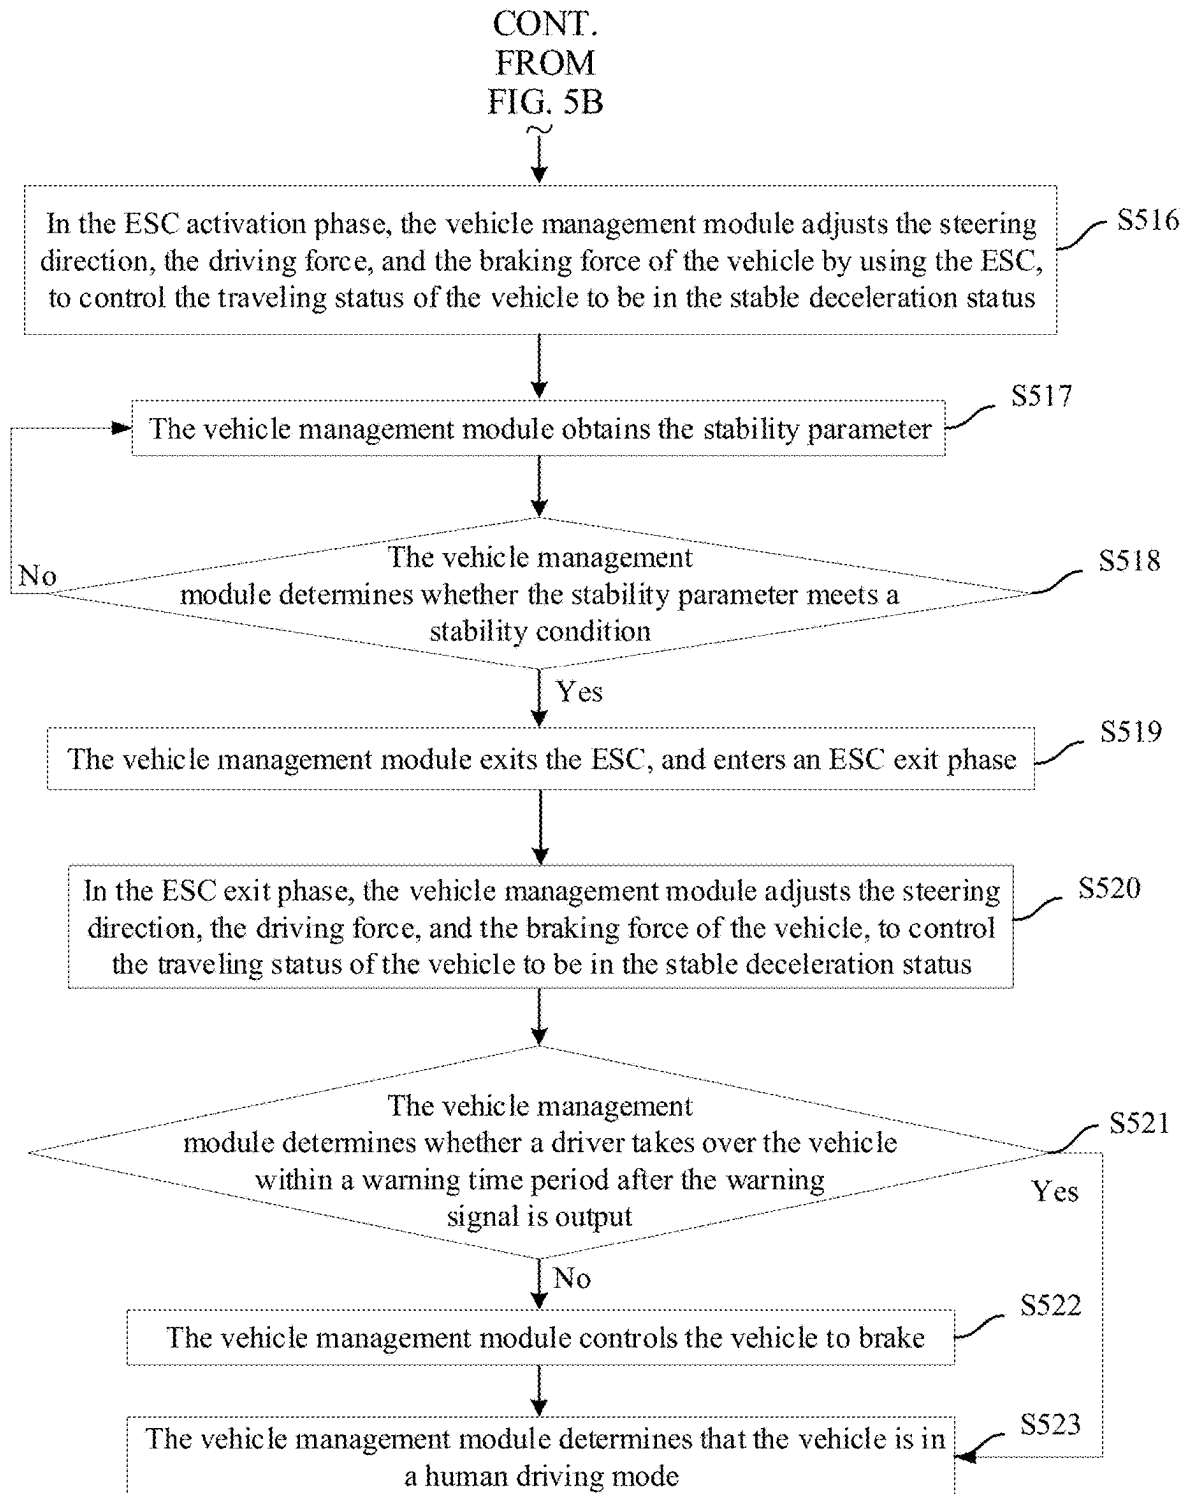 CONT.
FROM
FIG. 5B
In the ESC activation phase, the vehicle management module adjusts the steering
direction, the driving force, and the braking force of the vehicle by using the ESC,
to control the traveling status of the vehicle to be in the stable deceleration status
S516
The vehicle management module obtains the stability parameter
S517
The vehicle management
module determines whether the stability parameter meets a
stability condition
S518
No
Yes
The vehicle management module exits the ESC, and enters an ESC exit phase
S519
In the ESC exit phase, the vehicle management module adjusts the steering
direction, the driving force, and the braking force of the vehicle, to control
the traveling status of the vehicle to be in the stable deceleration status
S520
The vehicle management
module determines whether a driver takes over the vehicle
within a warning time period after the warning
signal is output
S521
Yes
No
The vehicle management module controls the vehicle to brake
S522
The vehicle management module determines that the vehicle is in
a human driving mode
S523